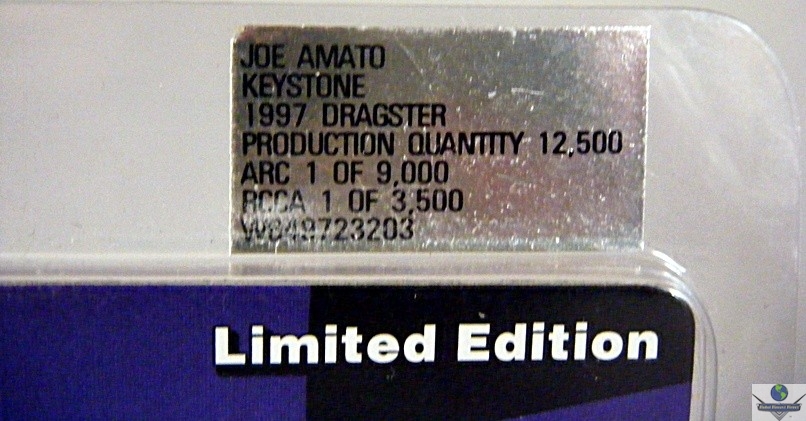 JOE AMATO
KEYSTONE
1997 DRAGSTER
PRODUCTION QUANTITY 12,500
ARC 1 OF 9,000
RCCA 1 OF 3,500
W649723203
Limited Edition